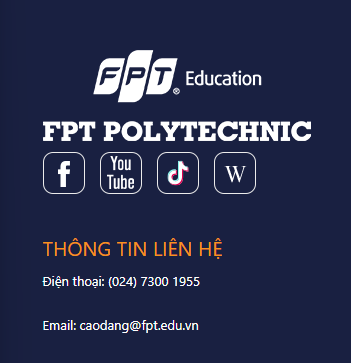 FPT® Education
FPT POLYTECHNIC
f You Tube W
THÔNG TIN LIÊN HỆ
Điện thoại: (024) 7300 1955
Email: caodang@fpt.edu.vn